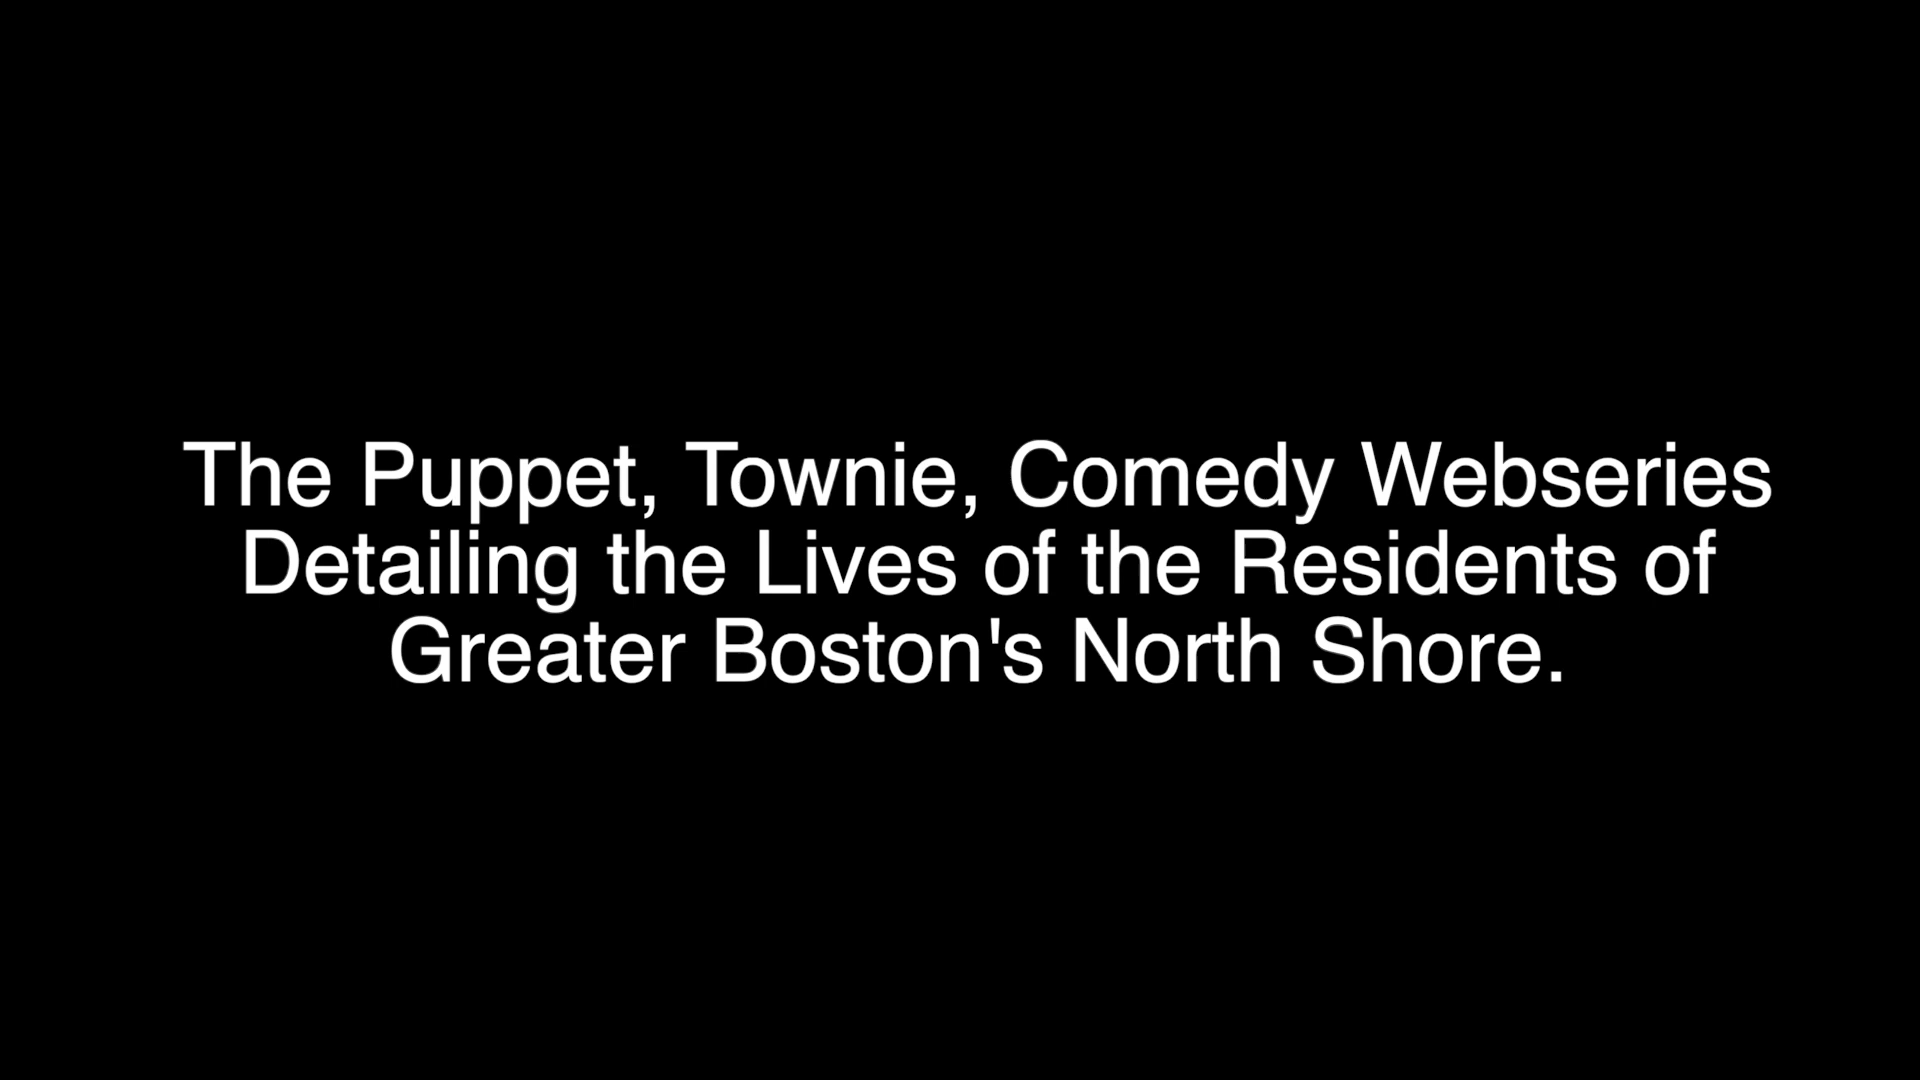 The Puppet, Townie, Comedy Webseries
Detailing the Lives of the Residents of
Greater Boston's North Shore.